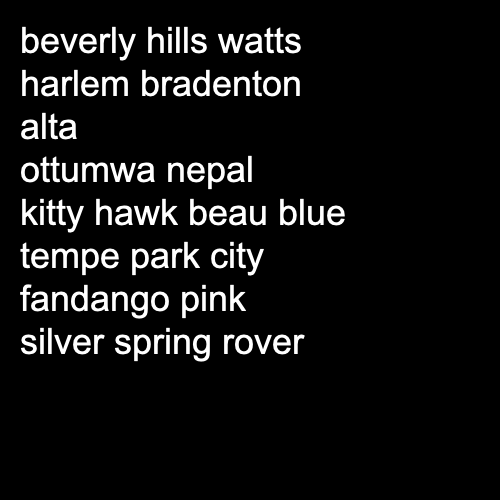 beverly hills watts
harlem bradenton
alta
ottumwa nepal
kitty hawk beau blue
tempe park city
fandango pink
silver spring rover